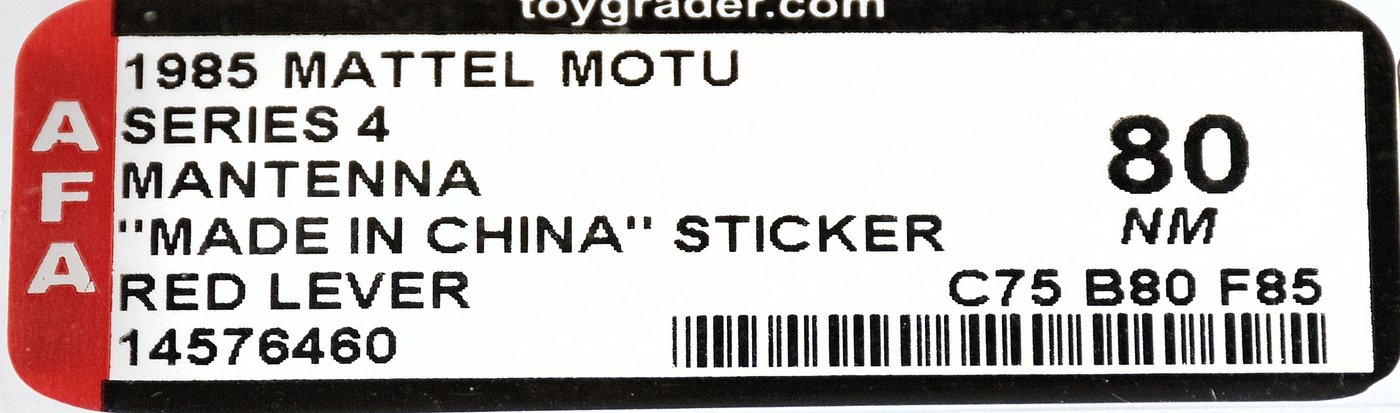 toygrader.com
AFA
1985 MATTEL MOTU
SERIES 4
MANTENNA
"MADE IN CHINA" STICKER
RED LEVER
14576460
80
NM
C75 B80 F85